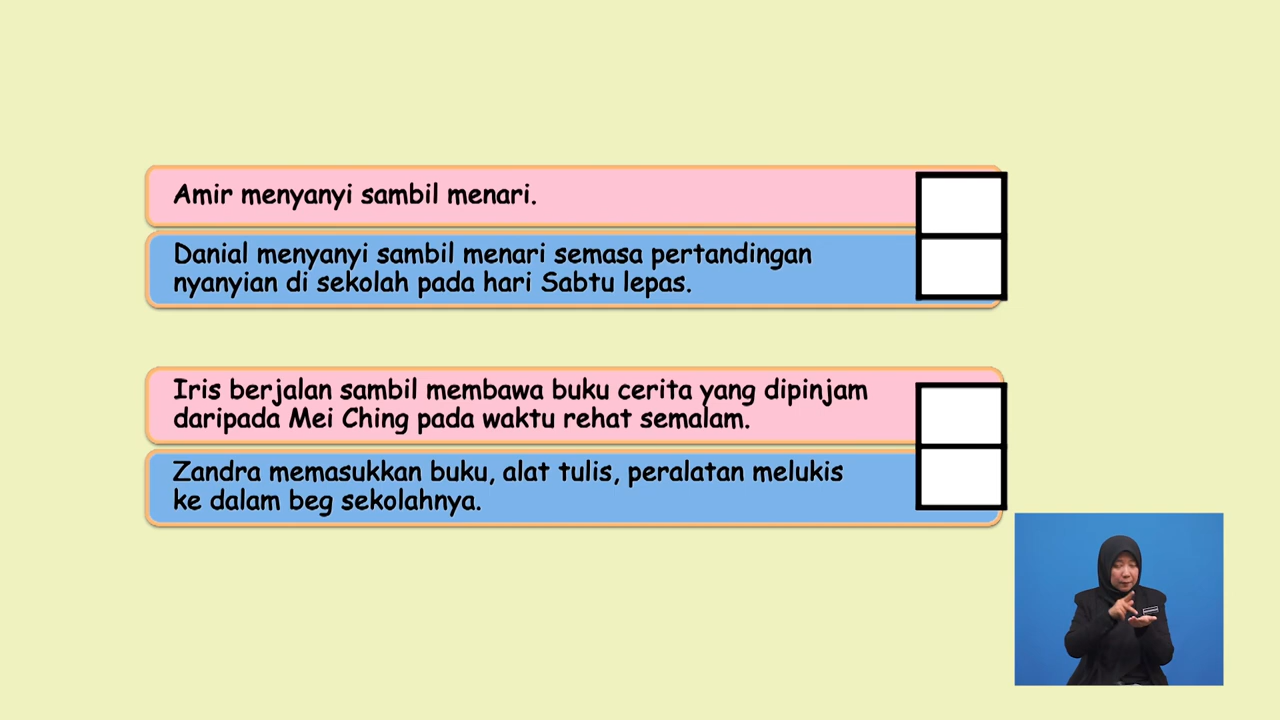 Amir menyanyi sambil menari.
Danial menyanyi sambil menari semasa pertandingan
nyanyian di sekolah pada hari Sabtu lepas.
Iris berjalan sambil membawa buku cerita yang dipinjam
daripada Mei Ching pada waktu rehat semalam.
Zandra memasukkan buku, alat tulis, peralatan melukis
ke dalam beg sekolahnya.